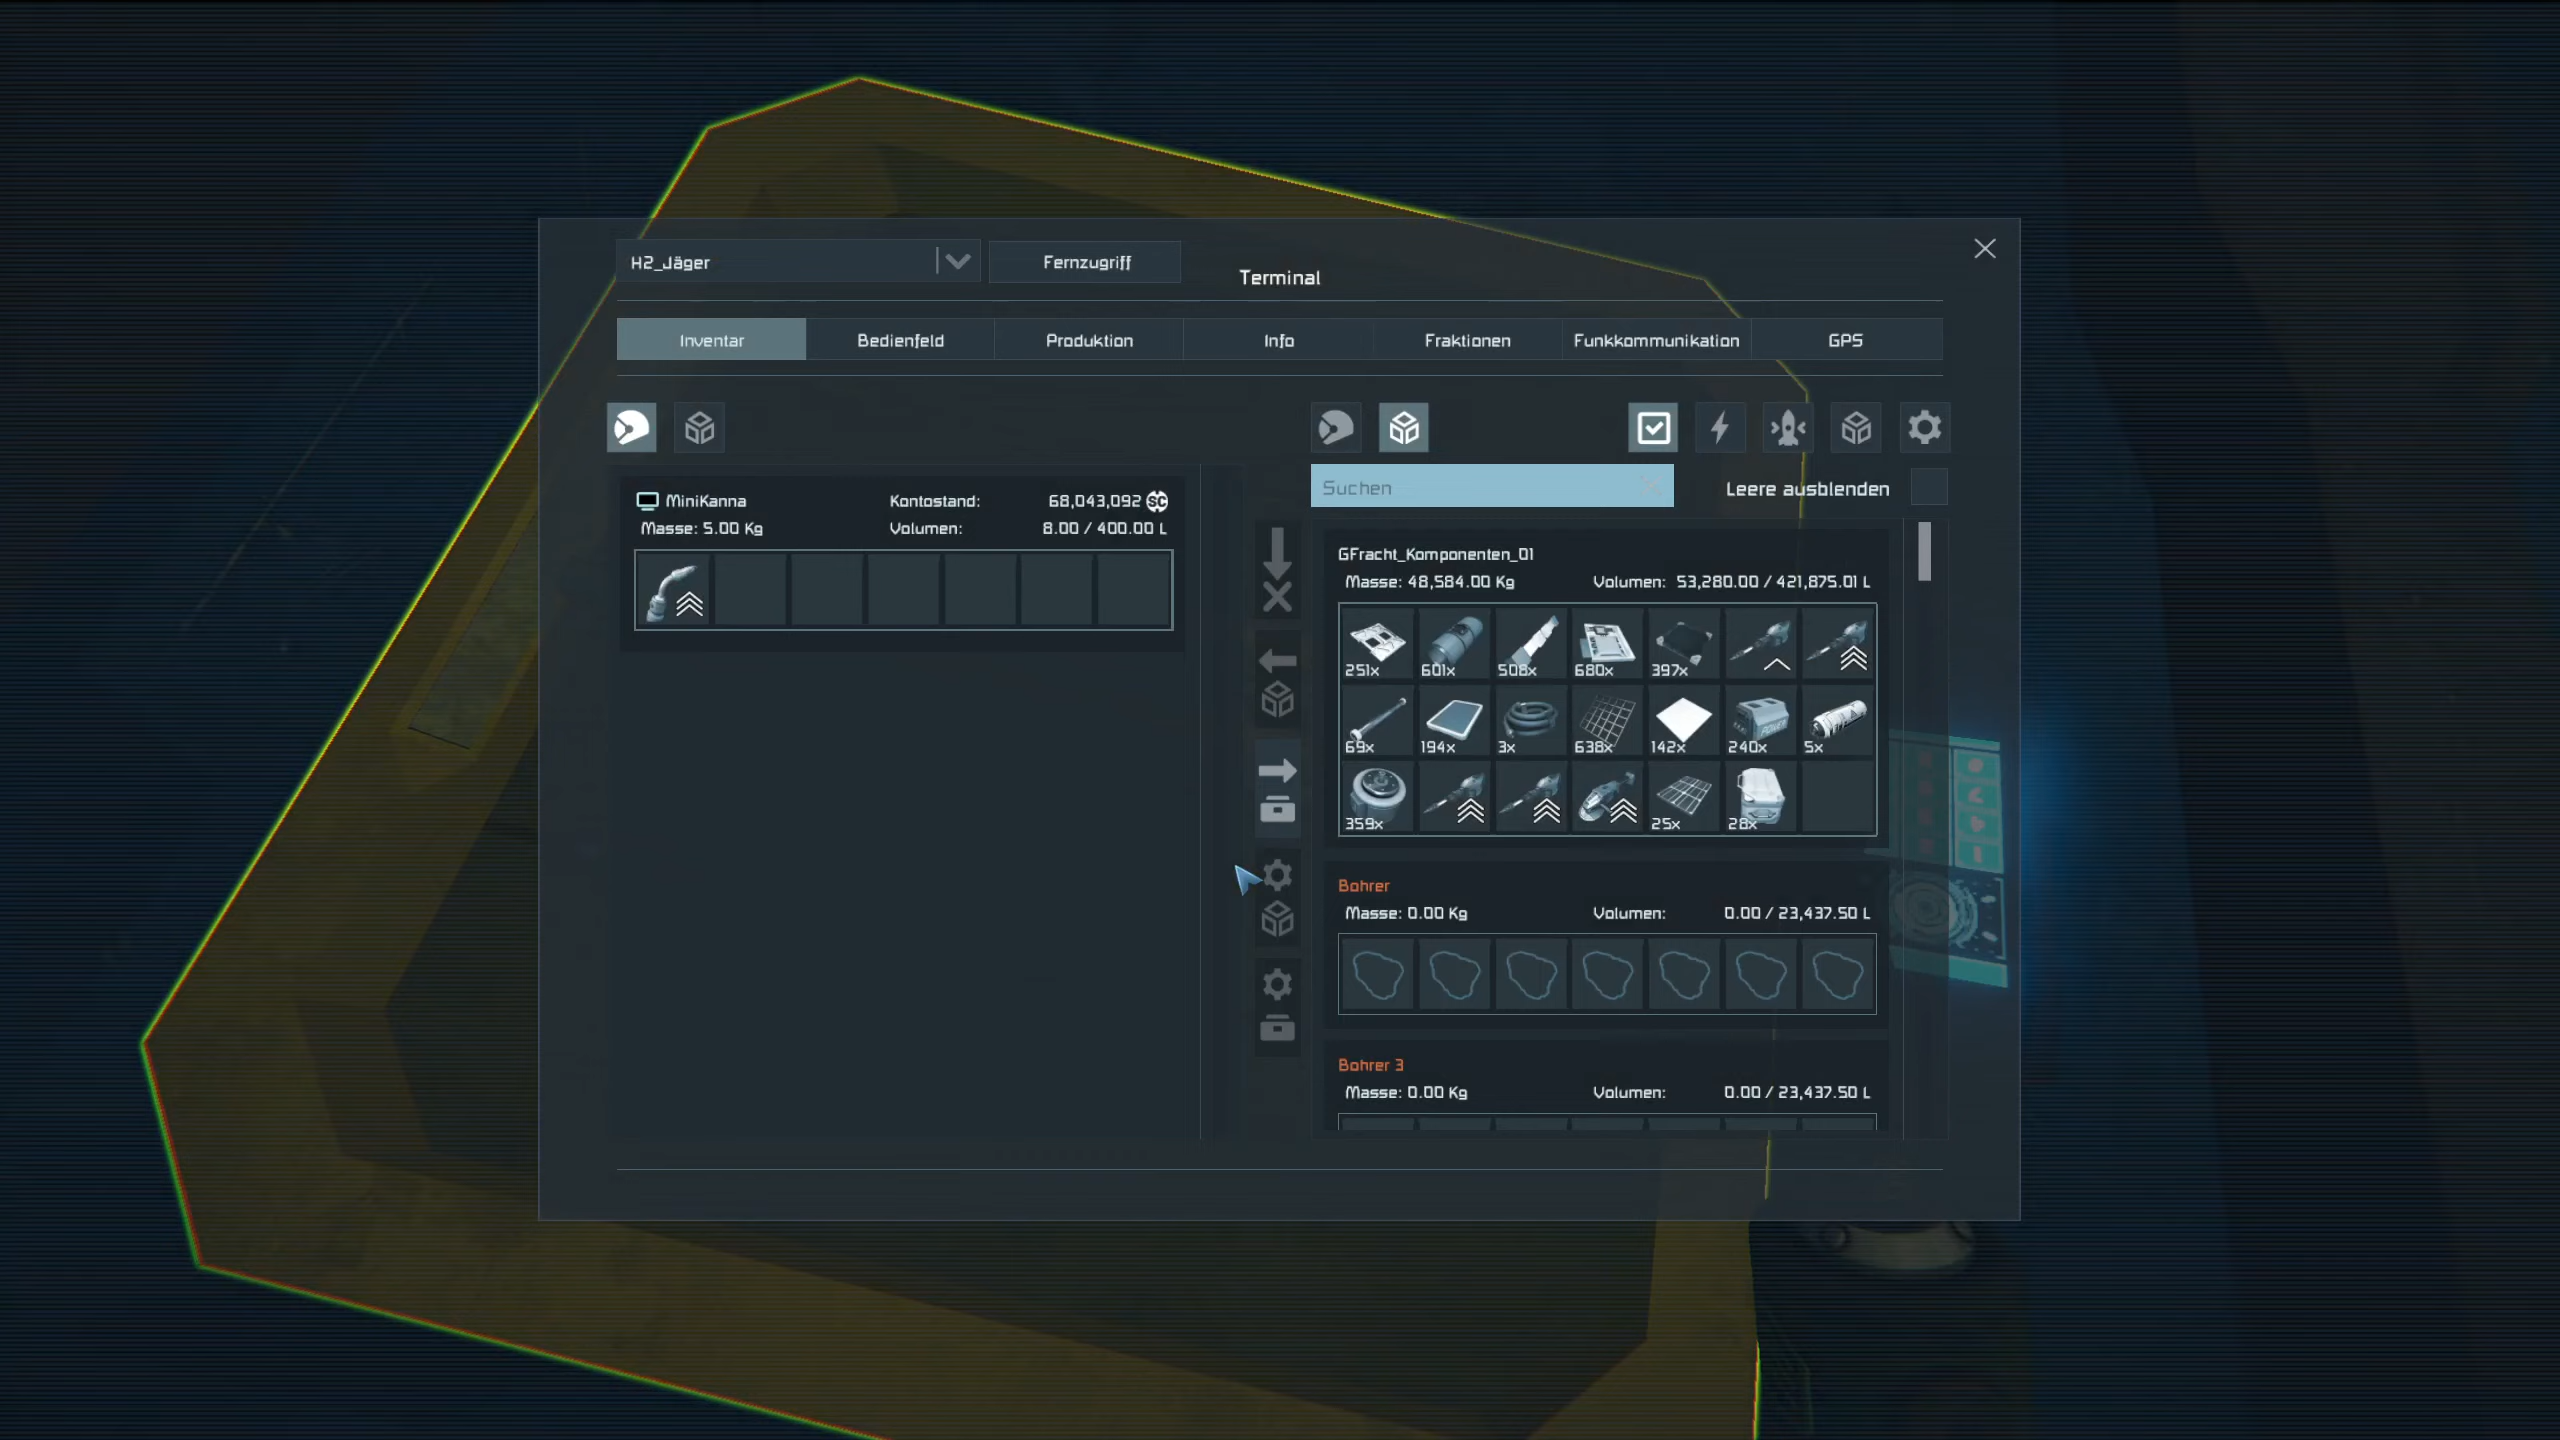 H2_Jäger
Fernzugriff
Terminal
Inventar
Bedienfeld
Produktion
Info
Fraktionen
Funkkommunikation
GPS
MiniKanna
Kontostand: 68,043,092
Masse: 5.00 Kg
Volumen: 8.00 / 400.00 L
Suchen
Leere ausblenden
GFracht_Komponenten_01
Masse: 48,584.00 Kg
Volumen: 53,280.00 / 421,875.01 L
251x 601x 508x 680x 397x
69x 194x 3x 638x 142x 240x 5x
359x 25x 28x
Bohrer
Masse: 0.00 Kg
Volumen: 0.00 / 23,437.50 L
Bohrer 3
Masse: 0.00 Kg
Volumen: 0.00 / 23,437.50 L